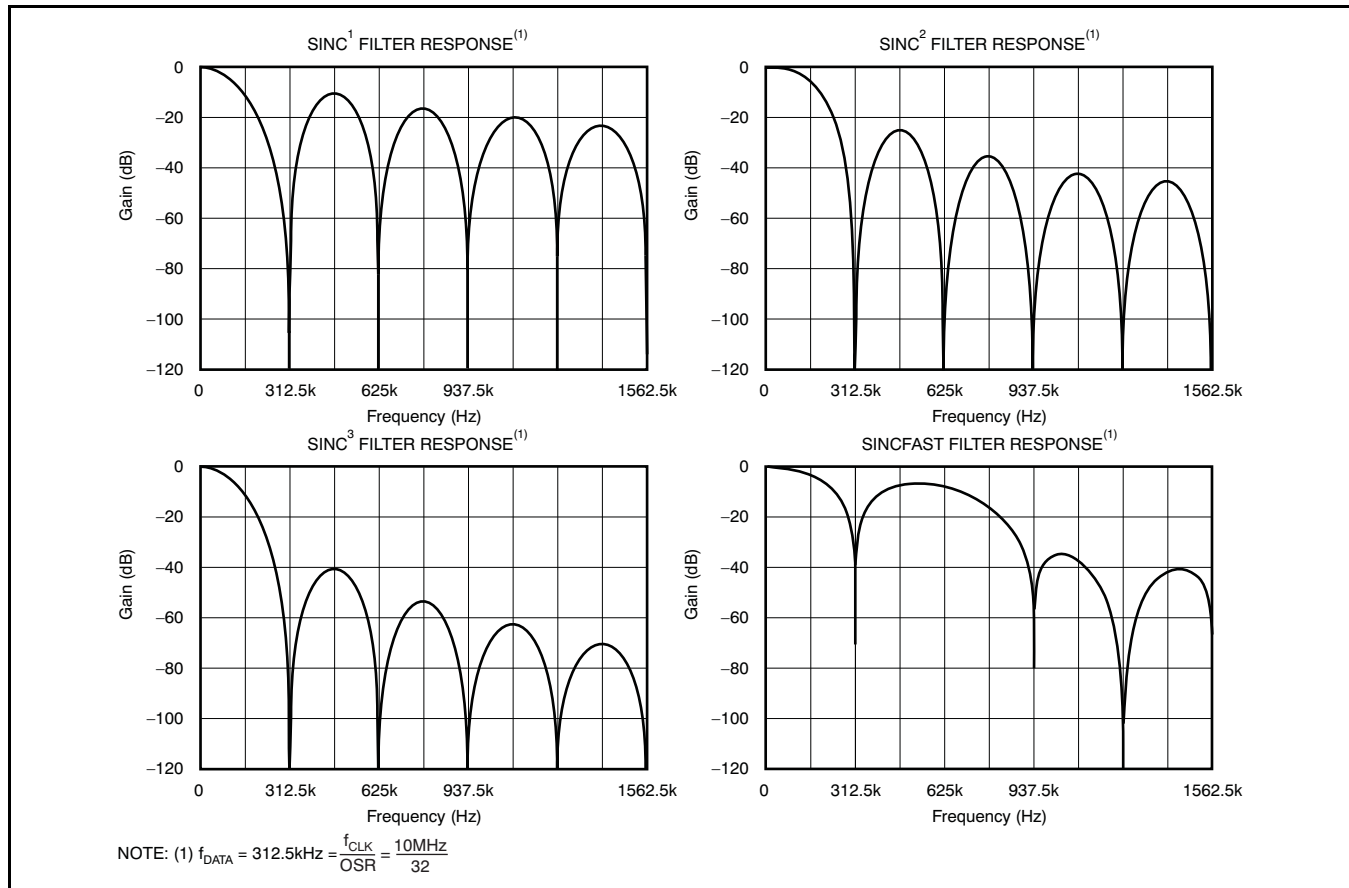 SINC¹ FILTER RESPONSE⁽¹⁾
0
–20
–40
–60
–80
–100
–120
Gain (dB)
0 312.5k 625k 937.5k 1562.5k
Frequency (Hz)
SINC² FILTER RESPONSE⁽¹⁾
0
–20
–40
–60
–80
–100
–120
Gain (dB)
0 312.5k 625k 937.5k 1562.5k
Frequency (Hz)
SINC³ FILTER RESPONSE⁽¹⁾
0
–20
–40
–60
–80
–100
–120
Gain (dB)
0 312.5k 625k 937.5k 1562.5k
Frequency (Hz)
SINCFAST FILTER RESPONSE⁽¹⁾
0
–20
–40
–60
–80
–100
–120
Gain (dB)
0 312.5k 625k 937.5k 1562.5k
Frequency (Hz)
NOTE: (1) fDATA = 312.5kHz = fCLK/OSR = 10MHz/32